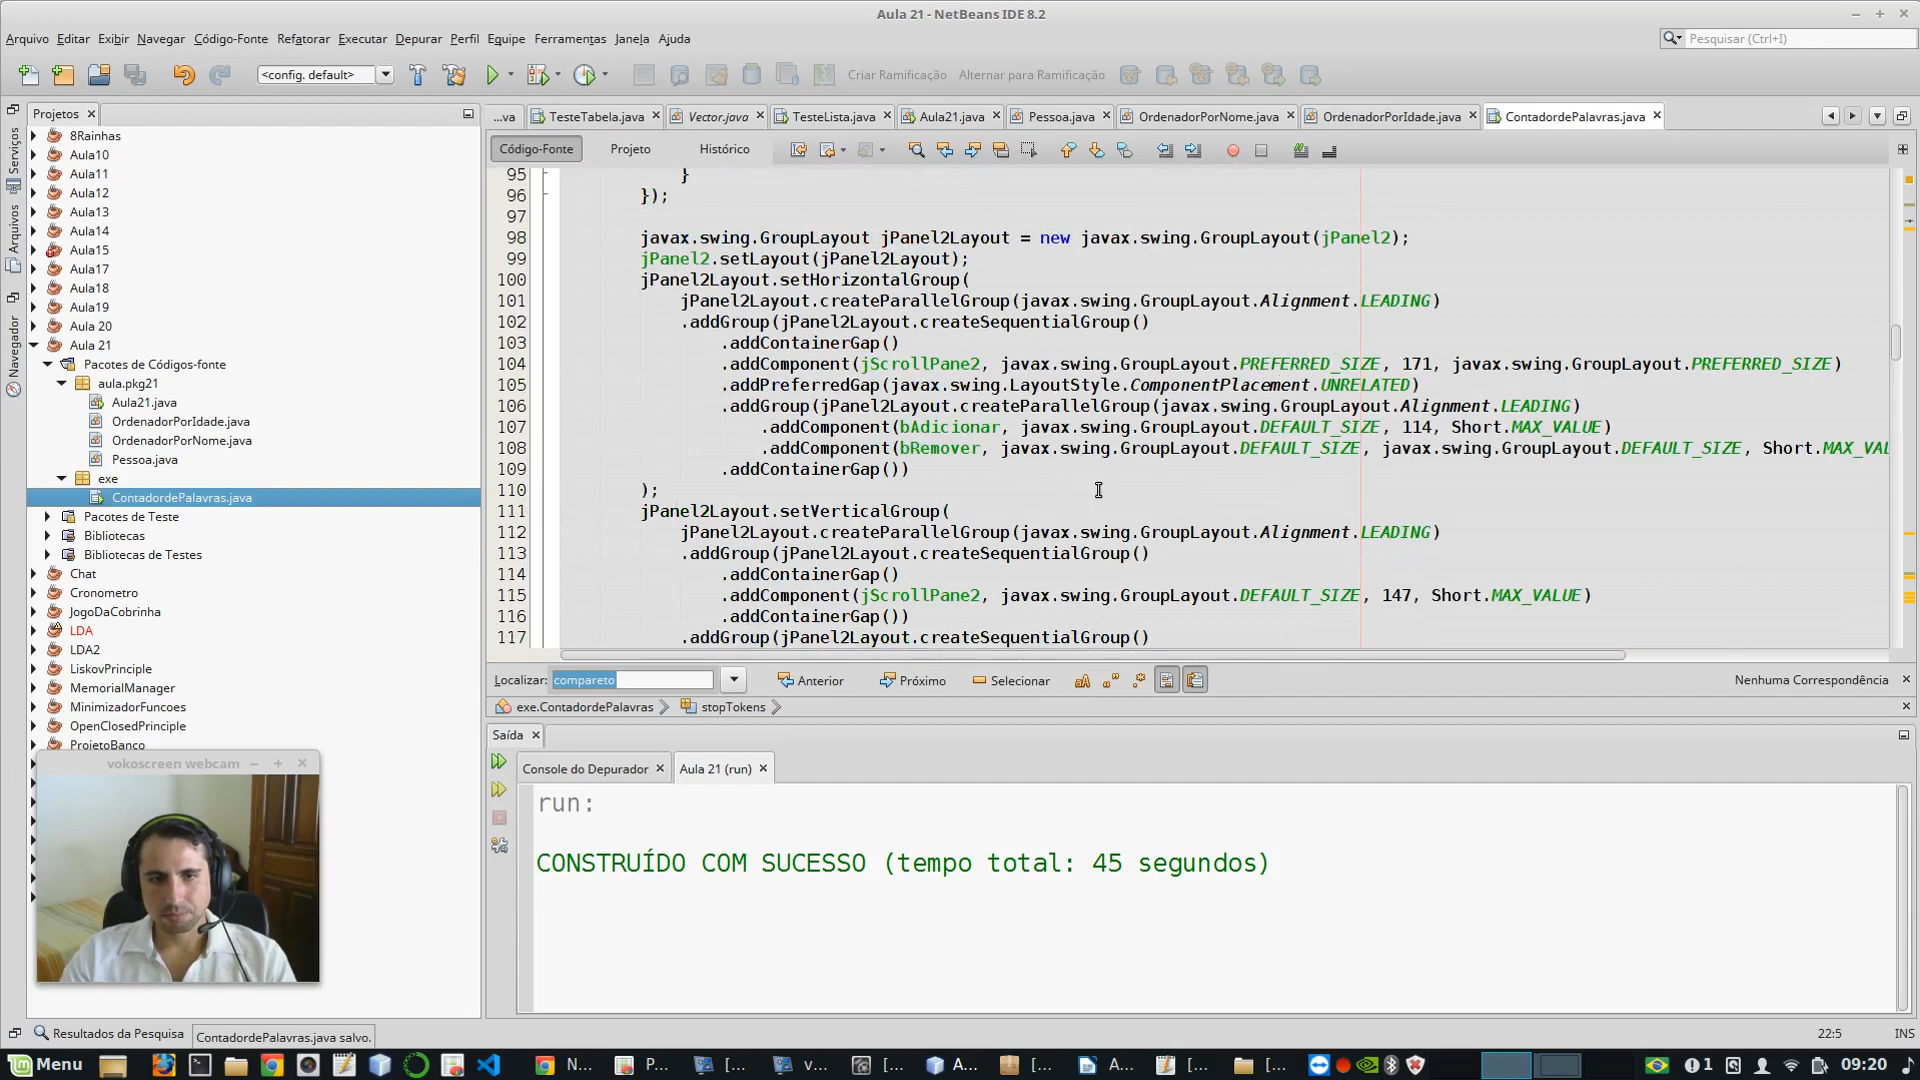 Aula 21 - NetBeans IDE 8.2
Arquivo Editar Exibir Navegar Código-Fonte Refatorar Executar Depurar Perfil Equipe Ferramentas Janela Ajuda
Pesquisar (Ctrl+I)
<config. default>
Criar Ramificação Alternar para Ramificação
Projetos
...va TesteTabela.java Vector.java TesteLista.java Aula21.java Pessoa.java OrdenadorPorNome.java OrdenadorPorIdade.java ContadordePalavras.java
Código-Fonte Projeto Histórico
Serviços
Arquivos
Navegador
8Rainhas
Aula10
Aula11
Aula12
Aula13
Aula14
Aula15
Aula17
Aula18
Aula19
Aula 20
Aula 21
Pacotes de Códigos-fonte
aula.pkg21
Aula21.java
OrdenadorPorIdade.java
OrdenadorPorNome.java
Pessoa.java
exe
ContadordePalavras.java
Pacotes de Teste
Bibliotecas
Bibliotecas de Testes
Chat
Cronometro
JogoDaCobrinha
LDA
LDA2
LiskovPrinciple
MemorialManager
MinimizadorFuncoes
OpenClosedPrinciple
ProjetoBanco
vokoscreen webcam
95 }
96 });
97
98 javax.swing.GroupLayout jPanel2Layout = new javax.swing.GroupLayout(jPanel2);
99 jPanel2.setLayout(jPanel2Layout);
100 jPanel2Layout.setHorizontalGroup(
101 jPanel2Layout.createParallelGroup(javax.swing.GroupLayout.Alignment.LEADING)
102 .addGroup(jPanel2Layout.createSequentialGroup()
103 .addContainerGap()
104 .addComponent(jScrollPane2, javax.swing.GroupLayout.PREFERRED_SIZE, 171, javax.swing.GroupLayout.PREFERRED_SIZE)
105 .addPreferredGap(javax.swing.LayoutStyle.ComponentPlacement.UNRELATED)
106 .addGroup(jPanel2Layout.createParallelGroup(javax.swing.GroupLayout.Alignment.LEADING)
107 .addComponent(bAdicionar, javax.swing.GroupLayout.DEFAULT_SIZE, 114, Short.MAX_VALUE)
108 .addComponent(bRemover, javax.swing.GroupLayout.DEFAULT_SIZE, javax.swing.GroupLayout.DEFAULT_SIZE, Short.MAX_VAL
109 .addContainerGap())
110 );
111 jPanel2Layout.setVerticalGroup(
112 jPanel2Layout.createParallelGroup(javax.swing.GroupLayout.Alignment.LEADING)
113 .addGroup(jPanel2Layout.createSequentialGroup()
114 .addContainerGap()
115 .addComponent(jScrollPane2, javax.swing.GroupLayout.DEFAULT_SIZE, 147, Short.MAX_VALUE)
116 .addContainerGap())
117 .addGroup(jPanel2Layout.createSequentialGroup()
Localizar: compareto Anterior Próximo Selecionar Nenhuma Correspondência
exe.ContadordePalavras stopTokens
Saída
Console do Depurador Aula 21 (run)
run:
CONSTRUÍDO COM SUCESSO (tempo total: 45 segundos)
Resultados da Pesquisa ContadordePalavras.java salvo. 22:5 INS
Menu N... P... [... v... [... A... [... A... [... [... 1 09:20